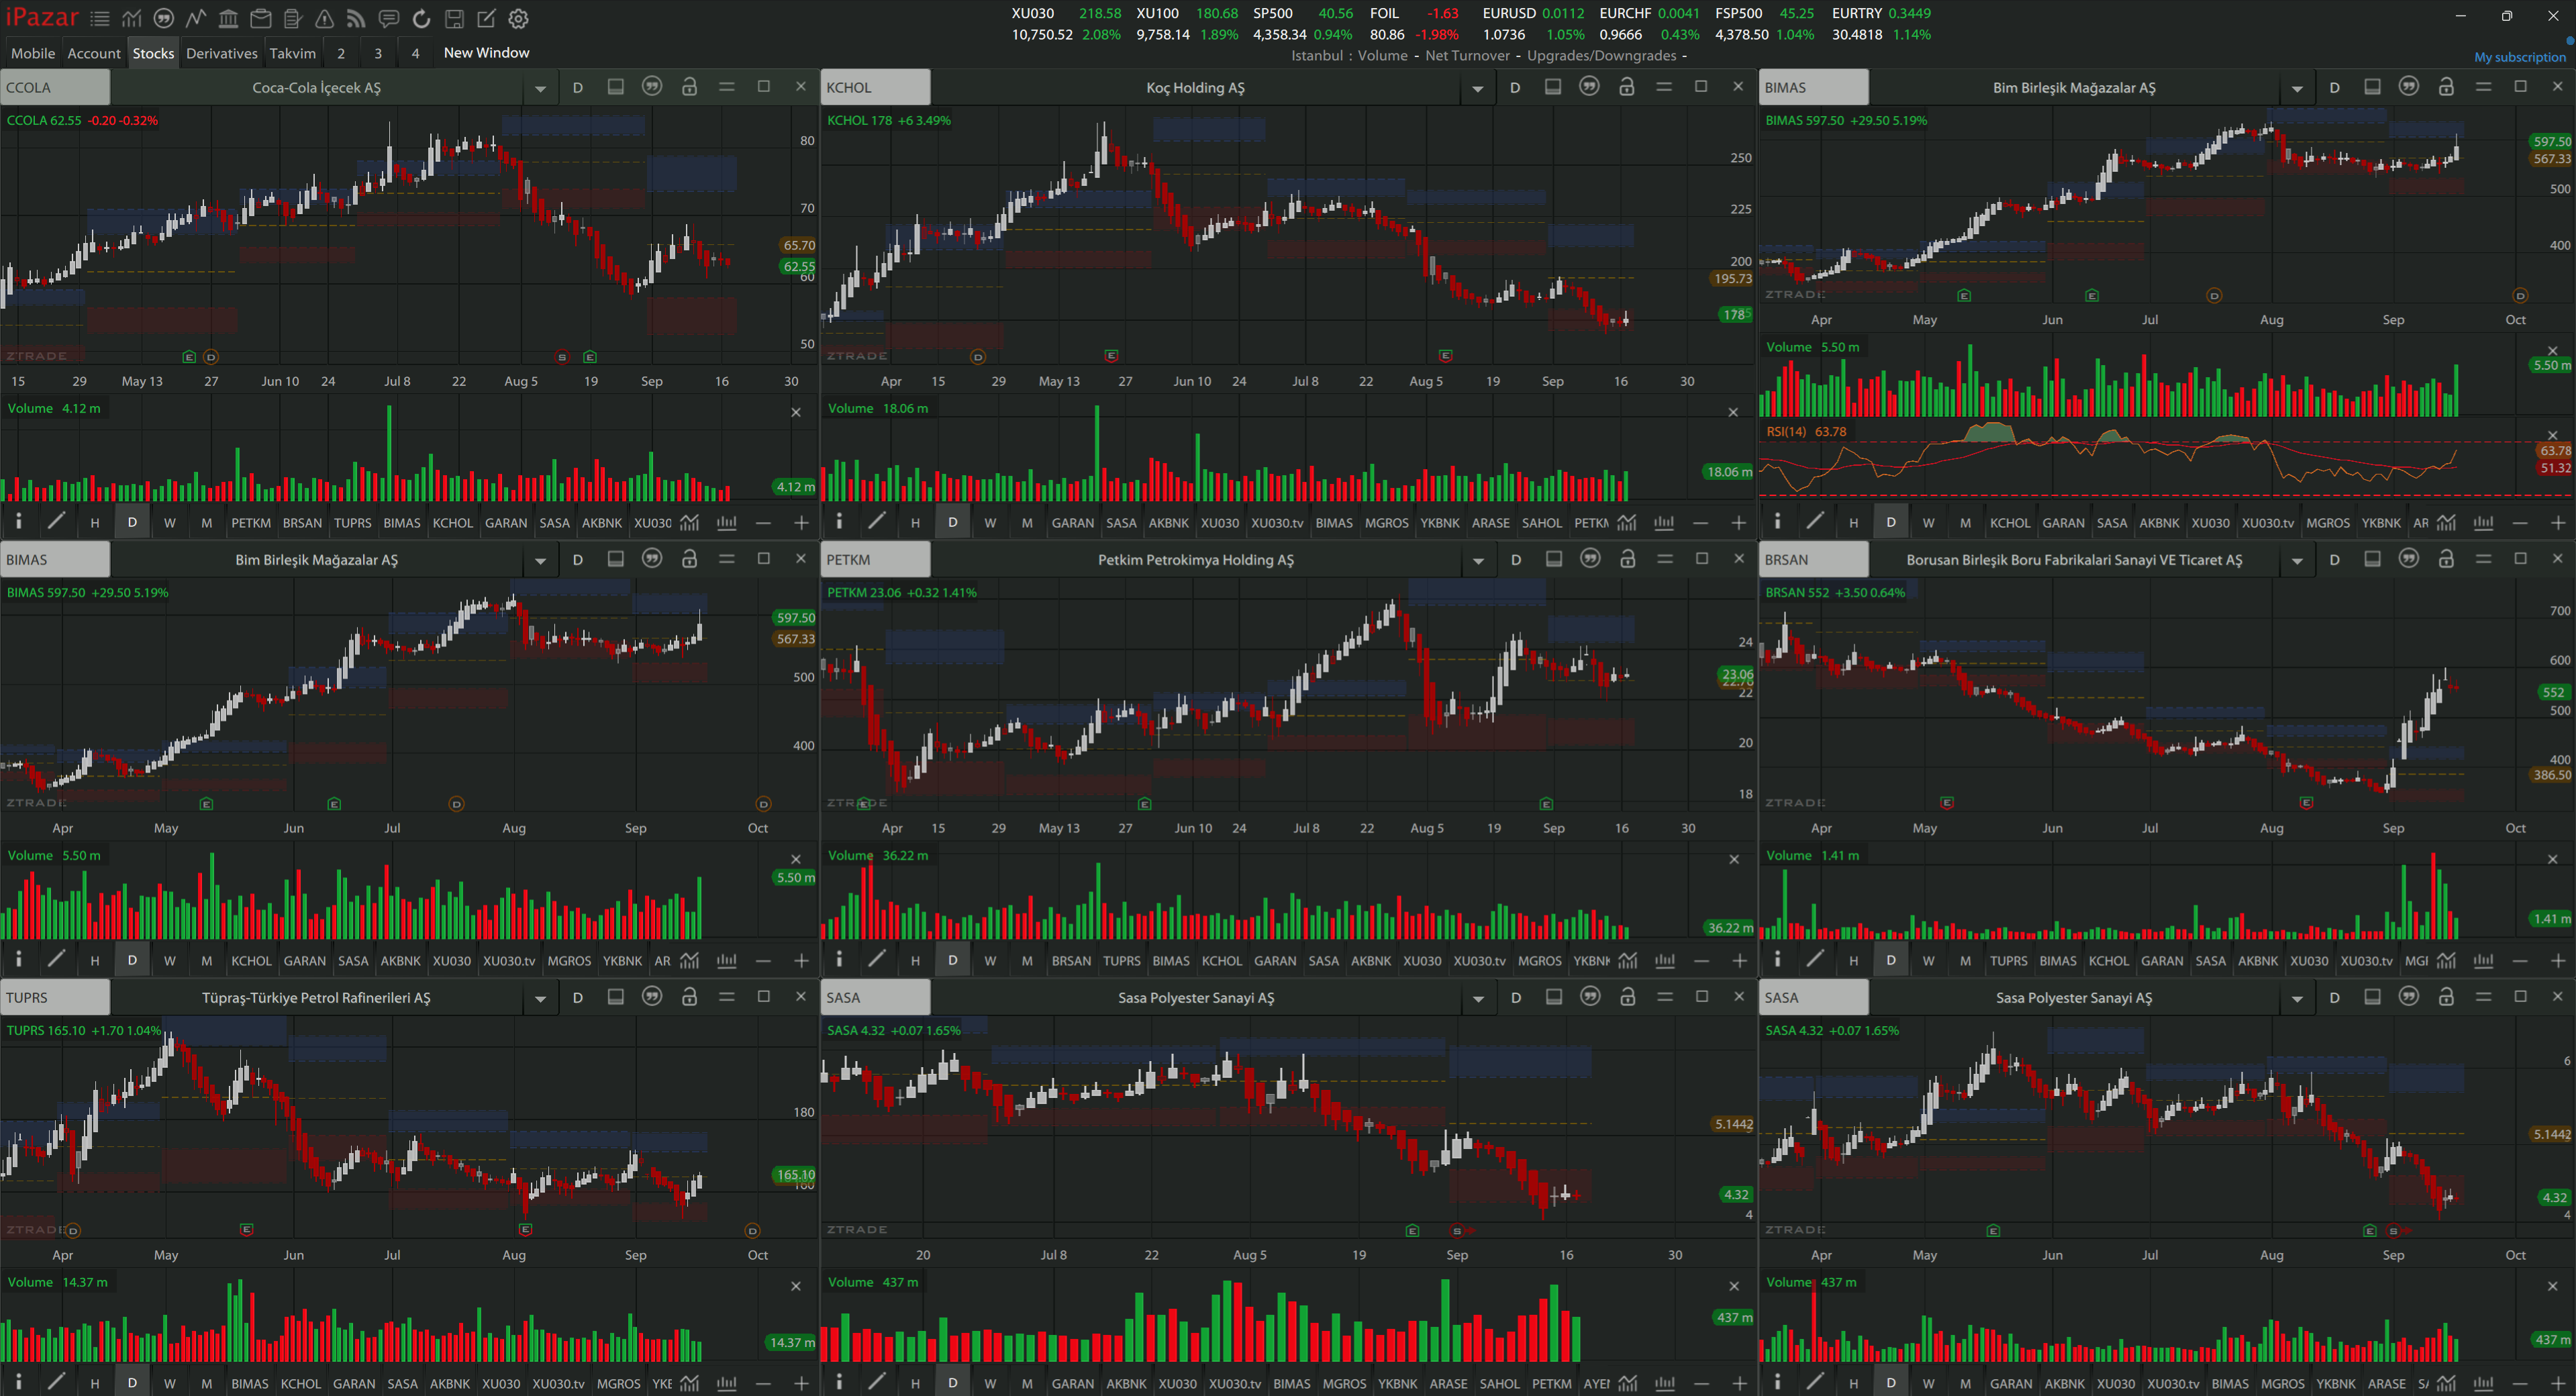 iPazar
XU030 218.58 XU100 180.68 SP500 40.56 FOIL -1.63 EURUSD 0.0112 EURCHF 0.0041 FSP500 45.25 EURTRY 0.3449
10,750.52 2.08% 9,758.14 1.89% 4,358.34 0.94% 80.86 -1.98% 1.0736 1.05% 0.9666 0.43% 4,378.50 1.04% 30.4818 1.14%
Mobile Account Stocks Derivatives Takvim 2 3 4 New Window
Istanbul : Volume - Net Turnover - Upgrades/Downgrades -
My subscription
CCOLA Coca-Cola İçecek AŞ D
CCOLA 62.55 -0.20 -0.32%
80
70
65.70
62.55
60
50
ZTRADE E D S E
15 29 May 13 27 Jun 10 24 Jul 8 22 Aug 5 19 Sep 16 30
Volume 4.12 m
4.12 m
H D W M PETKM BRSAN TUPRS BIMAS KCHOL GARAN SASA AKBNK XU030
KCHOL Koç Holding AŞ D
KCHOL 178 +6 3.49%
250
225
200
195.73
178
ZTRADE D E E
Apr 15 29 May 13 27 Jun 10 24 Jul 8 22 Aug 5 19 Sep 16 30
Volume 18.06 m
18.06 m
H D W M GARAN SASA AKBNK XU030 XU030.tv BIMAS MGROS YKBNK ARASE SAHOL PETKM
BIMAS Bim Birleşik Mağazalar AŞ D
BIMAS 597.50 +29.50 5.19%
597.50
567.33
500
400
ZTRADE E E D D
Apr May Jun Jul Aug Sep Oct
Volume 5.50 m
5.50 m
RSI(14) 63.78
63.78
51.32
H D W M KCHOL GARAN SASA AKBNK XU030 XU030.tv MGROS YKBNK AR
BIMAS Bim Birleşik Mağazalar AŞ D
BIMAS 597.50 +29.50 5.19%
597.50
567.33
500
400
ZTRADE E E D D
Apr May Jun Jul Aug Sep Oct
Volume 5.50 m
5.50 m
H D W M KCHOL GARAN SASA AKBNK XU030 XU030.tv MGROS YKBNK AR
PETKM Petkim Petrokimya Holding AŞ D
PETKM 23.06 +0.32 1.41%
24
23.06
22
20
18
ZTRADE E E E
Apr 15 29 May 13 27 Jun 10 24 Jul 8 22 Aug 5 19 Sep 16 30
Volume 36.22 m
36.22 m
H D W M BRSAN TUPRS BIMAS KCHOL GARAN SASA AKBNK XU030 XU030.tv MGROS YKBNK
BRSAN Borusan Birleşik Boru Fabrikalari Sanayi VE Ticaret AŞ D
BRSAN 552 +3.50 0.64%
700
600
552
500
400
386.50
ZTRADE E E
Apr May Jun Jul Aug Sep Oct
Volume 1.41 m
1.41 m
H D W M TUPRS BIMAS KCHOL GARAN SASA AKBNK XU030 XU030.tv MGI
TUPRS Tüpraş-Türkiye Petrol Rafinerileri AŞ D
TUPRS 165.10 +1.70 1.04%
180
165.10
160
ZTRADE D E E D
Apr May Jun Jul Aug Sep Oct
Volume 14.37 m
14.37 m
H D W M BIMAS KCHOL GARAN SASA AKBNK XU030 XU030.tv MGROS YKE
SASA Sasa Polyester Sanayi AŞ D
SASA 4.32 +0.07 1.65%
5.1442
4.32
4
ZTRADE E S
20 Jul 8 22 Aug 5 19 Sep 16 30
Volume 437 m
437 m
H D W M GARAN AKBNK XU030 XU030.tv BIMAS MGROS YKBNK ARASE SAHOL PETKM AYEI
SASA Sasa Polyester Sanayi AŞ D
SASA 4.32 +0.07 1.65%
6
5.1442
4.32
4
ZTRADE E E S
Apr May Jun Jul Aug Sep Oct
Volume 437 m
437 m
H D W M GARAN AKBNK XU030 XU030.tv BIMAS MGROS YKBNK ARASE